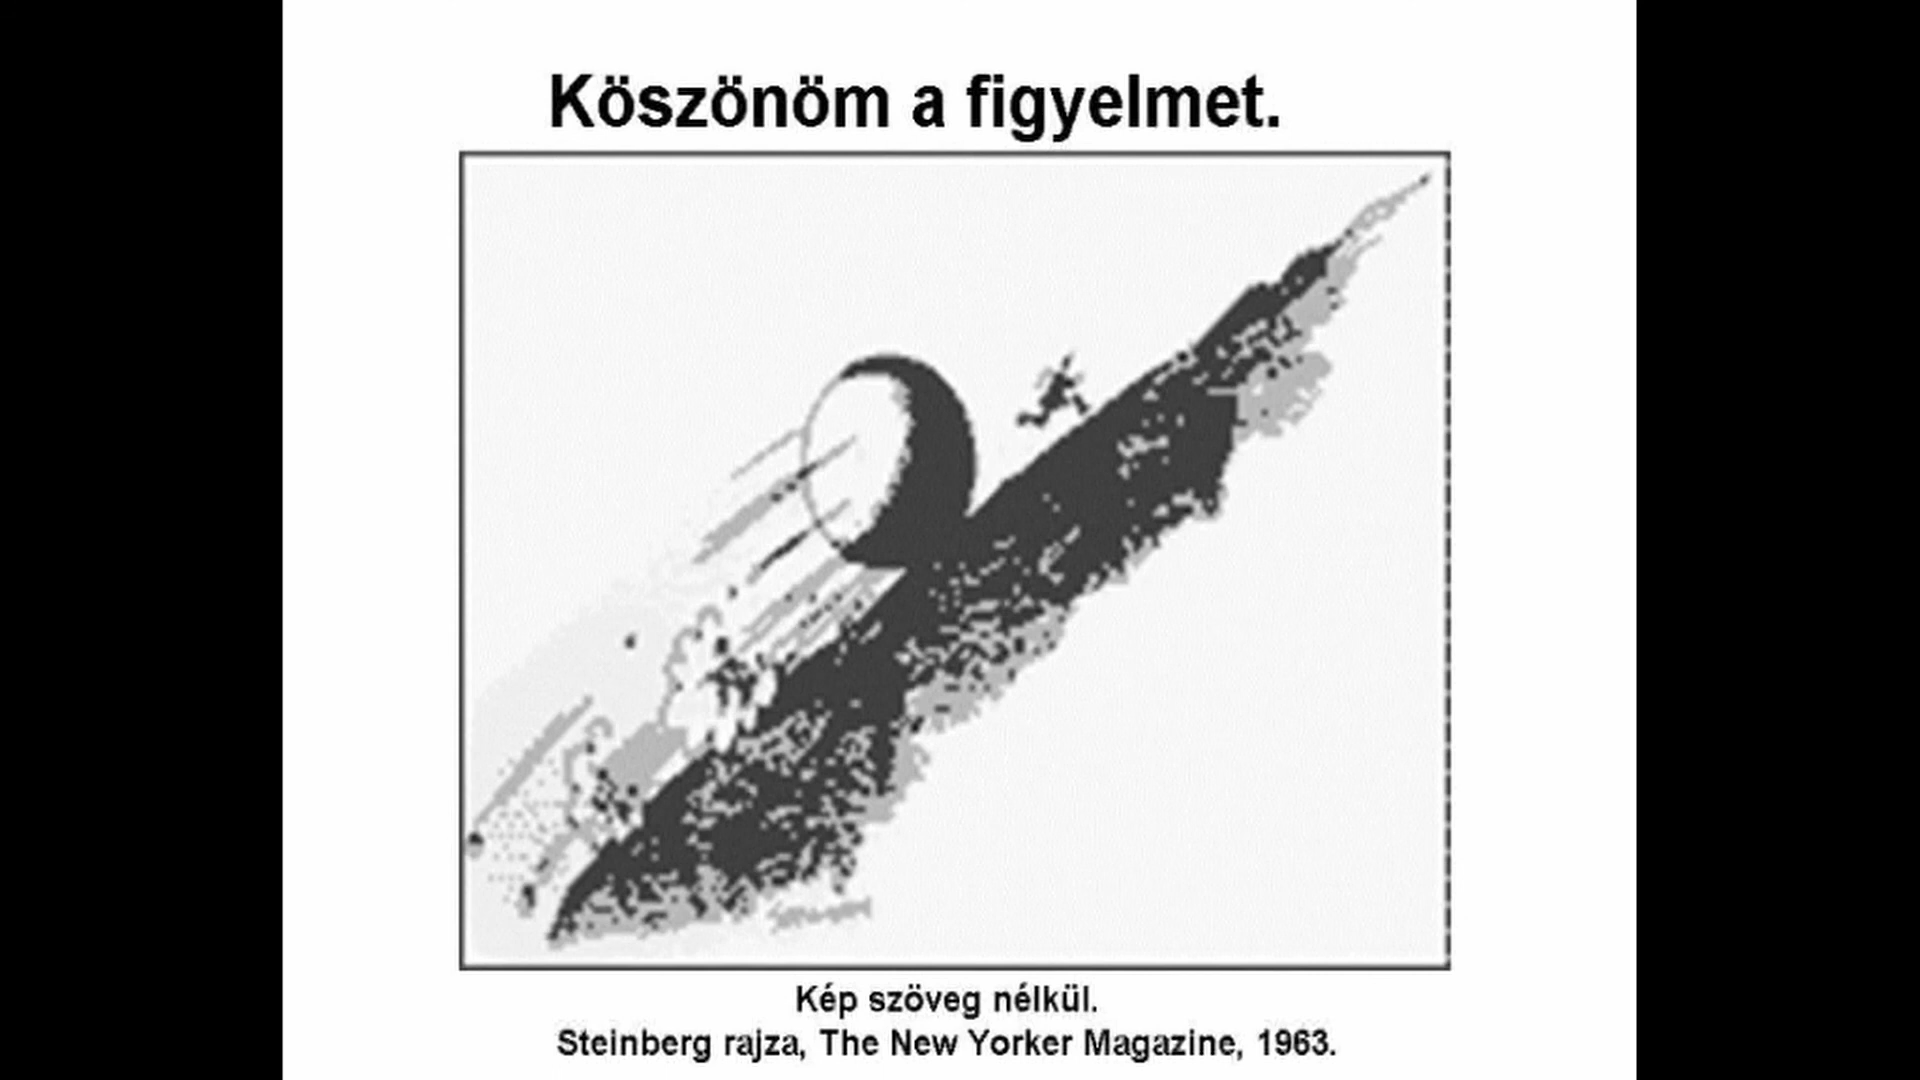 Köszönöm a figyelmet.
Kép szöveg nélkül.
Steinberg rajza, The New Yorker Magazine, 1963.